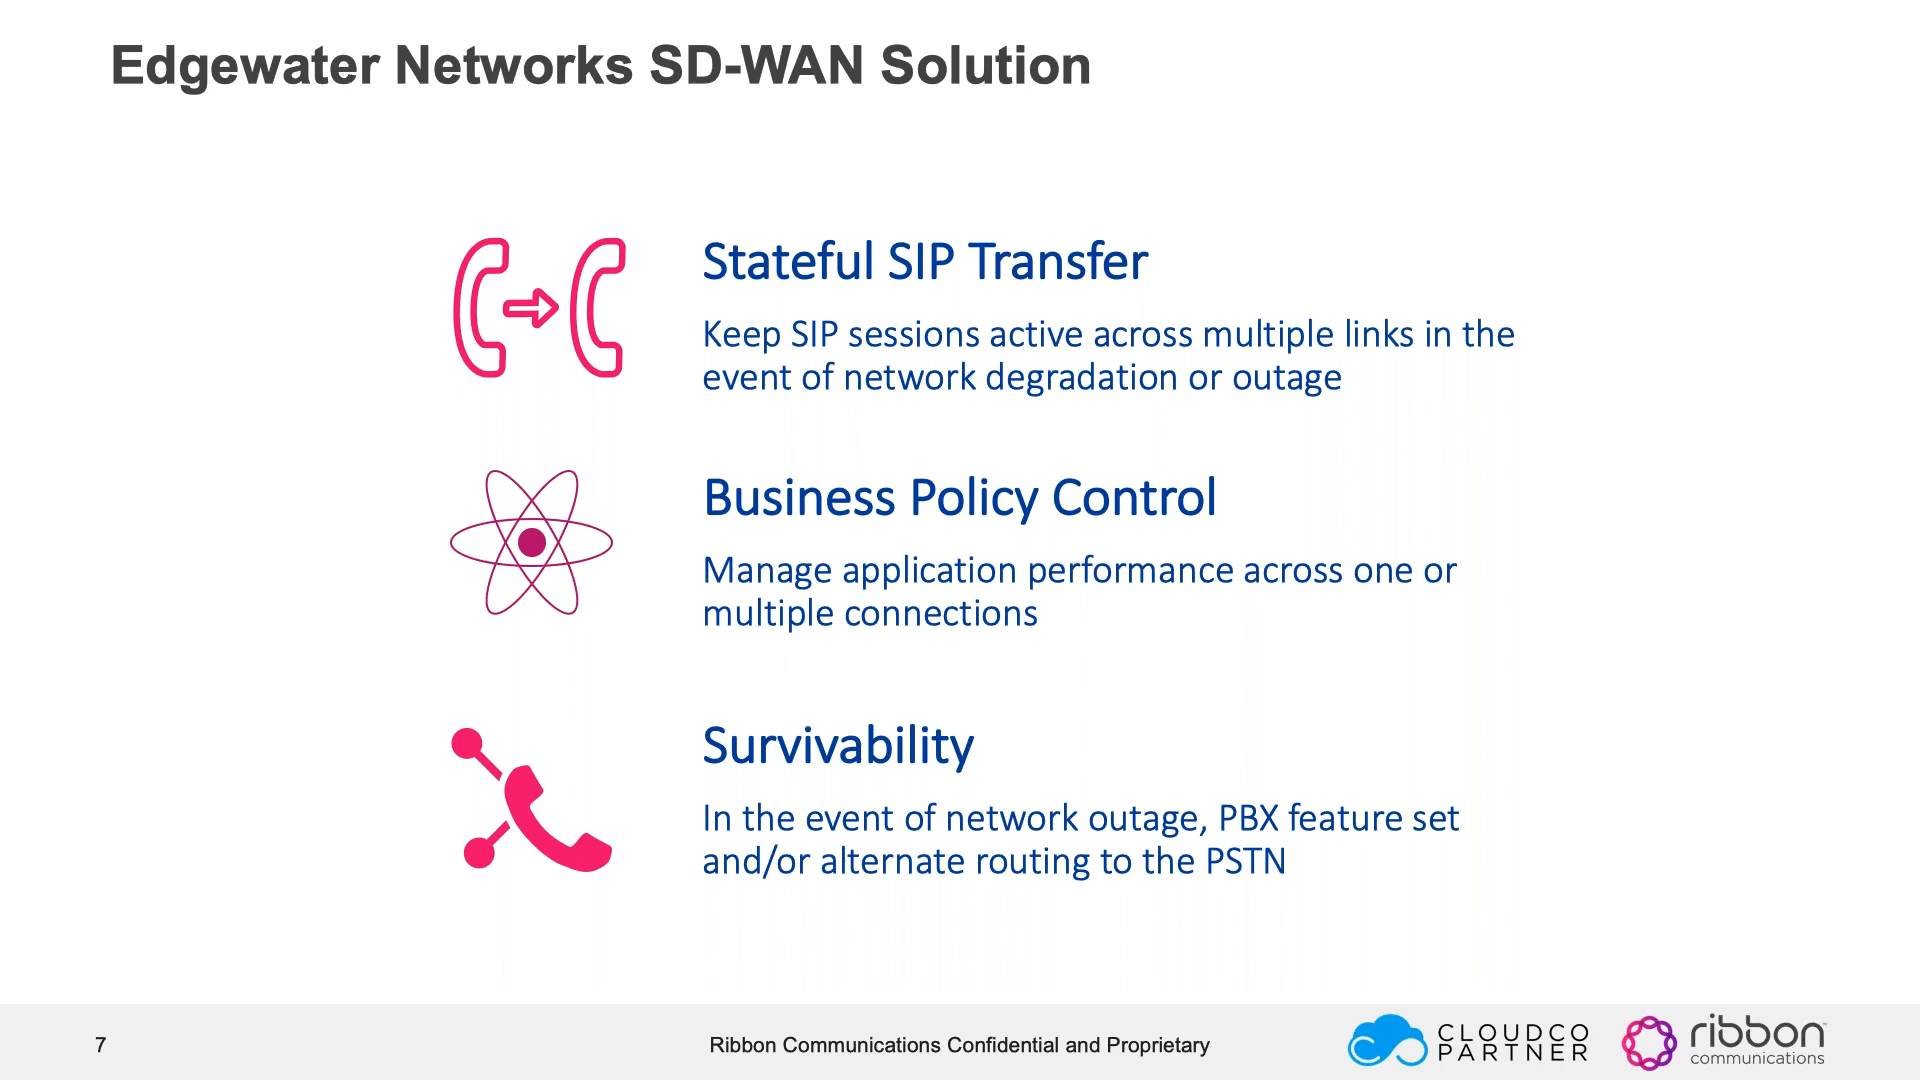 Edgewater Networks SD-WAN Solution
Stateful SIP Transfer
Keep SIP sessions active across multiple links in the
event of network degradation or outage
Business Policy Control
Manage application performance across one or
multiple connections
Survivability
In the event of network outage, PBX feature set
and/or alternate routing to the PSTN
7
Ribbon Communications Confidential and Proprietary
CLOUDCO
PARTNER
ribbon
communications